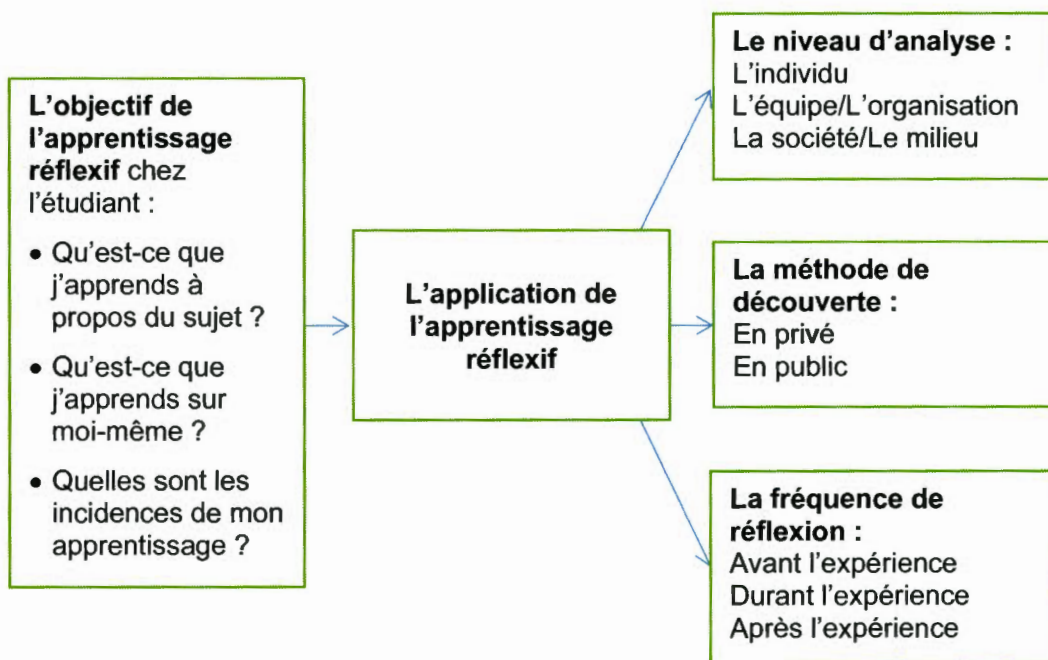 L'objectif de
l'apprentissage
réflexif chez
l'étudiant :
• Qu'est-ce que
j'apprends à
propos du sujet ?
• Qu'est-ce que
j'apprends sur
moi-même ?
• Quelles sont les
incidences de mon
apprentissage ?
L'application de
l'apprentissage
réflexif
Le niveau d'analyse :
L'individu
L'équipe/L'organisation
La société/Le milieu
La méthode de
découverte :
En privé
En public
La fréquence de
réflexion :
Avant l'expérience
Durant l'expérience
Après l'expérience